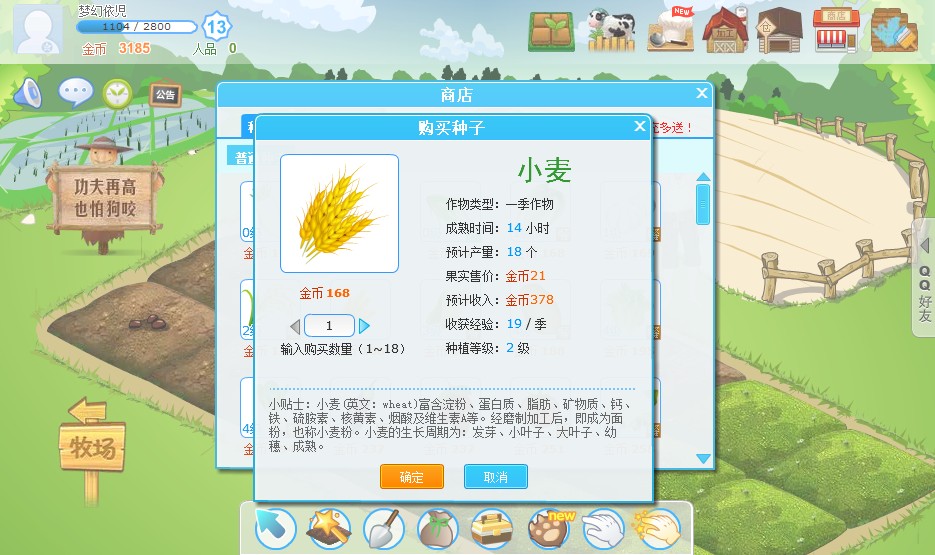 梦幻依児
1104 / 2800
13
金币 3185
人品 0
NEW
商店
公告
功夫再高
也怕狗咬
牧场
QQ好友
商店
多送！
购买种子
小麦
金币 168
1
输入购买数量（1~18）
作物类型：一季作物
成熟时间：14 小时
预计产量：18 个
果实售价：金币21
预计收入：金币378
收获经验：19 / 季
种植等级：2 级
小贴士：小麦(英文：wheat)富含淀粉、蛋白质、脂肪、矿物质、钙、
铁、硫胺素、核黄素、烟酸及维生素A等。经磨制加工后，即成为面
粉，也称小麦粉。小麦的生长周期为：发芽、小叶子、大叶子、幼
穗、成熟。
确定
取消
new